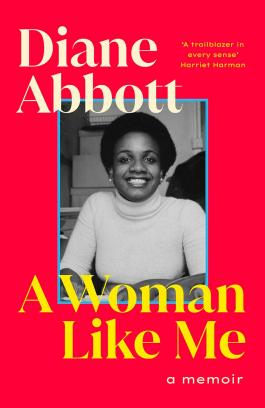 Diane
Abbott
'A trailblazer in
every sense'
Harriet Harman
A Woman
Like Me
a memoir